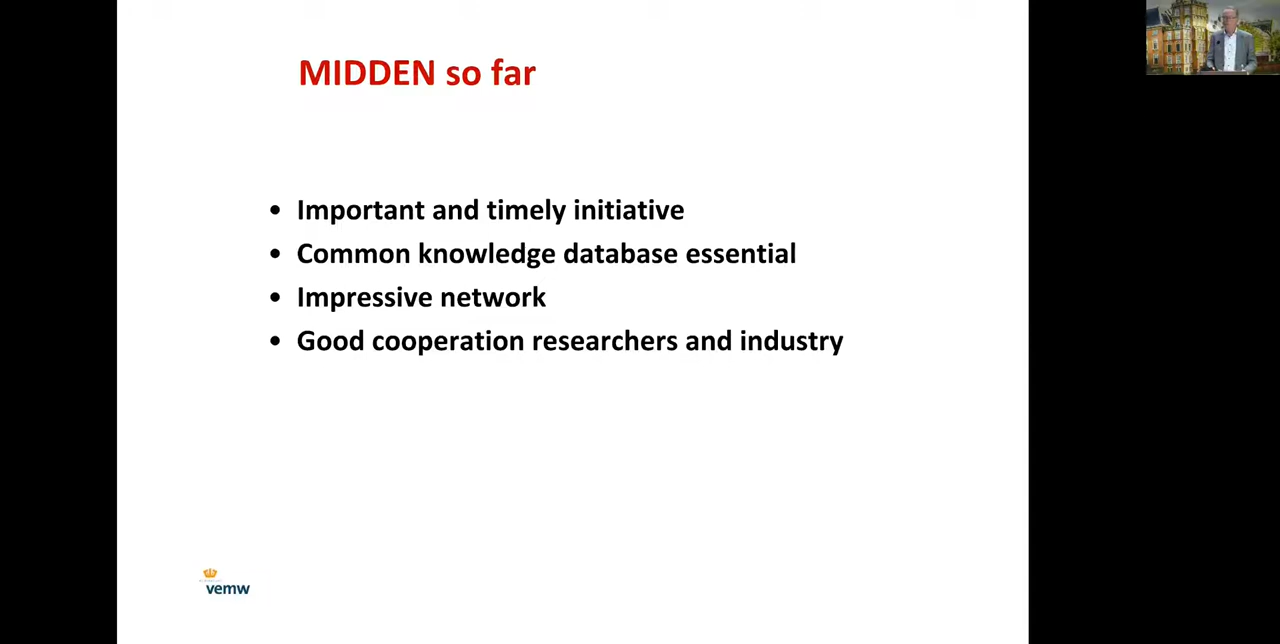 MIDDEN so far
• Important and timely initiative
• Common knowledge database essential
• Impressive network
• Good cooperation researchers and industry
vemw